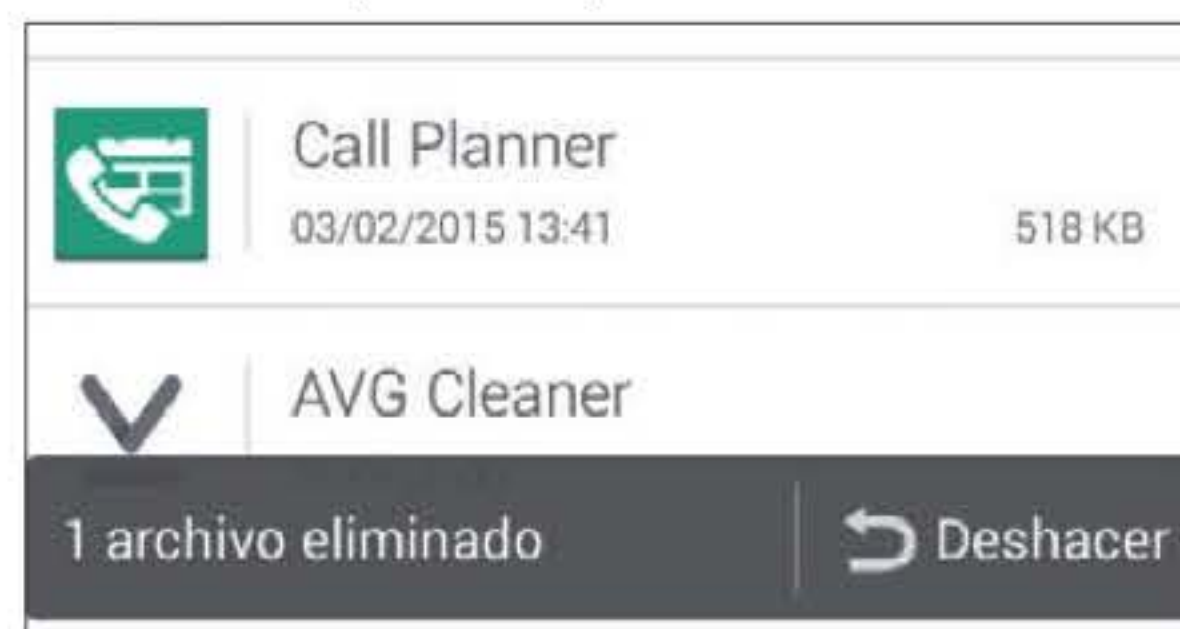 Call Planner
03/02/2015 13:41 518 KB
AVG Cleaner
1 archivo eliminado Deshacer